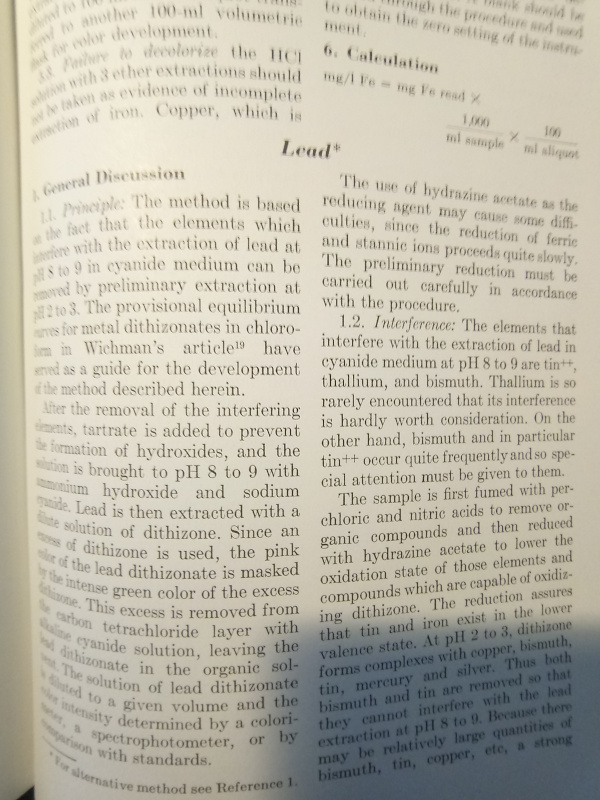 to another 100-ml volumetric
for color development.
3.3. Failure to decolorize the HCl
solution with 3 ether extractions should
not be taken as evidence of incomplete
extraction of iron. Copper, which is
through the procedure and used
to obtain the zero setting of the instru-
ment.
6. Calculation
mg/l Fe = mg Fe read ×
1,000 × 100
ml sample ml aliquot
Lead*
1. General Discussion
1.1. Principle: The method is based
on the fact that the elements which
interfere with the extraction of lead at
pH 8 to 9 in cyanide medium can be
removed by preliminary extraction at
pH 2 to 3. The provisional equilibrium
curves for metal dithizonates in chloro-
form in Wichman's article¹⁹ have
served as a guide for the development
of the method described herein.
After the removal of the interfering
elements, tartrate is added to prevent
the formation of hydroxides, and the
solution is brought to pH 8 to 9 with
ammonium hydroxide and sodium
cyanide. Lead is then extracted with a
dilute solution of dithizone. Since an
excess of dithizone is used, the pink
color of the lead dithizonate is masked
by the intense green color of the excess
dithizone. This excess is removed from
the carbon tetrachloride layer with
alkaline cyanide solution, leaving the
lead dithizonate in the organic sol-
vent. The solution of lead dithizonate
is diluted to a given volume and the
color intensity determined by a colori-
meter, a spectrophotometer, or by
comparison with standards.
* For alternative method see Reference 1.
The use of hydrazine acetate as the
reducing agent may cause some diffi-
culties, since the reduction of ferric
and stannic ions proceeds quite slowly.
The preliminary reduction must be
carried out carefully in accordance
with the procedure.
1.2. Interference: The elements that
interfere with the extraction of lead in
cyanide medium at pH 8 to 9 are tin⁺⁺,
thallium, and bismuth. Thallium is so
rarely encountered that its interference
is hardly worth consideration. On the
other hand, bismuth and in particular
tin⁺⁺ occur quite frequently and so spe-
cial attention must be given to them.
The sample is first fumed with per-
chloric and nitric acids to remove or-
ganic compounds and then reduced
with hydrazine acetate to lower the
oxidation state of those elements and
compounds which are capable of oxidiz-
ing dithizone. The reduction assures
that tin and iron exist in the lower
valence state. At pH 2 to 3, dithizone
forms complexes with copper, bismuth,
tin, mercury and silver. Thus both
bismuth and tin are removed so that
they cannot interfere with the lead
extraction at pH 8 to 9. Because there
may be relatively large quantities of
bismuth, tin, copper, etc, a strong